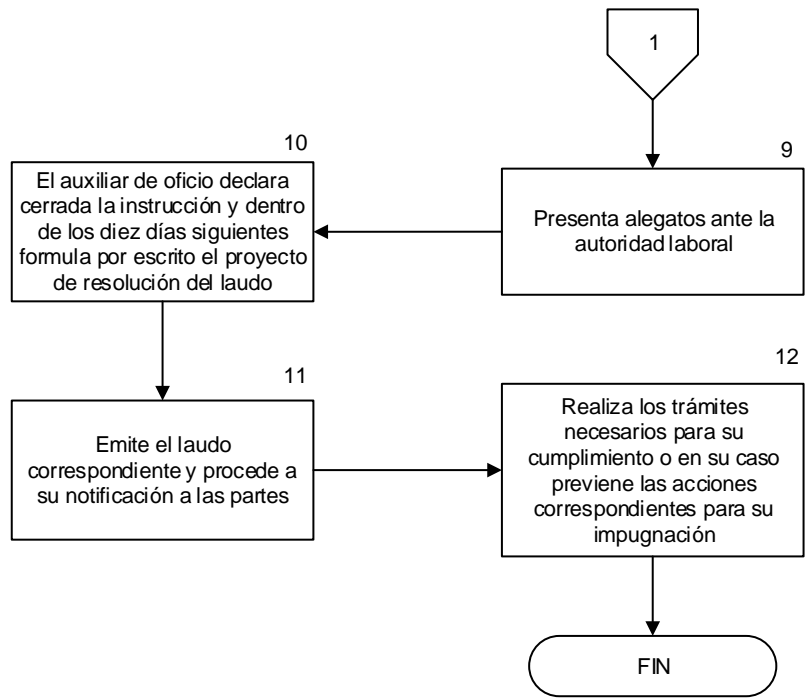 1
9
Presenta alegatos ante la
autoridad laboral
10
El auxiliar de oficio declara
cerrada la instrucción y dentro
de los diez días siguientes
formula por escrito el proyecto
de resolución del laudo
11
Emite el laudo
correspondiente y procede a
su notificación a las partes
12
Realiza los trámites
necesarios para su
cumplimiento o en su caso
previene las acciones
correspondientes para su
impugnación
FIN